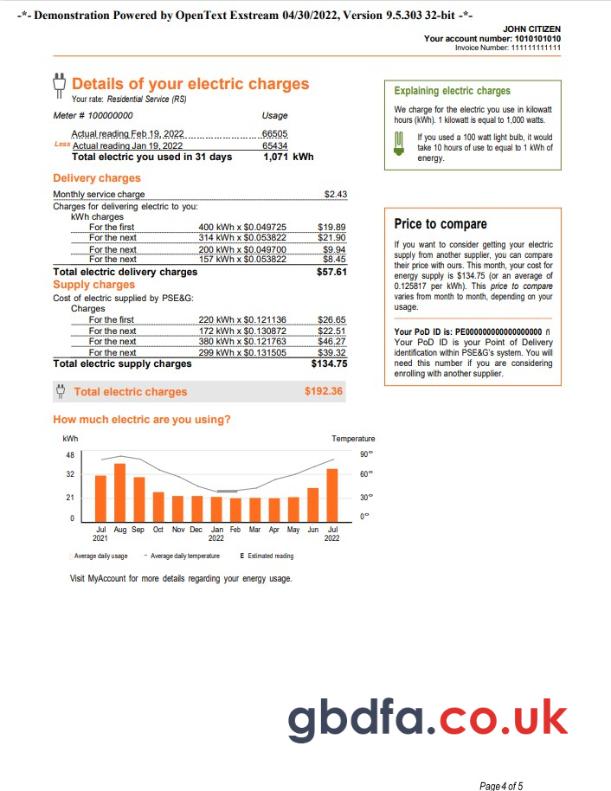 -*- Demonstration Powered by OpenText Exstream 04/30/2022, Version 9.5.303 32-bit -*-
JOHN CITIZEN
Your account number: 1010101010
Invoice Number: 111111111111
Details of your electric charges
Your rate: Residential Service (RS)
Meter # 100000000 Usage
Actual reading Feb 19, 2022 66505
Less Actual reading Jan 19, 2022 65434
Total electric you used in 31 days 1,071 kWh
Delivery charges
Monthly service charge $2.43
Charges for delivering electric to you:
kWh charges
For the first 400 kWh x $0.049725 $19.89
For the next 314 kWh x $0.053822 $21.90
For the next 200 kWh x $0.049700 $9.94
For the next 157 kWh x $0.053822 $8.45
Total electric delivery charges $57.61
Supply charges
Cost of electric supplied by PSE&G:
Charges
For the first 220 kWh x $0.121136 $26.65
For the next 172 kWh x $0.130872 $22.51
For the next 380 kWh x $0.121763 $46.27
For the next 299 kWh x $0.131505 $39.32
Total electric supply charges $134.75
Total electric charges $192.36
Explaining electric charges
We charge for the electric you use in kilowatt
hours (kWh). 1 kilowatt is equal to 1,000 watts.
If you used a 100 watt light bulb, it would
take 10 hours of use to equal to 1 kWh of
energy.
Price to compare
If you want to consider getting your electric
supply from another supplier, you can compare
their price with ours. This month, your cost for
energy supply is $134.75 (or an average of
0.125817 per kWh). This price to compare
varies from month to month, depending on your
usage.
Your PoD ID is: PE000000000000000000 ñ
Your PoD ID is your Point of Delivery
identification within PSE&G's system. You will
need this number if you are considering
enrolling with another supplier.
How much electric are you using?
kWh Temperature
48 90°
32 60°
21 30°
0 0°
Jul Aug Sep Oct Nov Dec Jan Feb Mar Apr May Jun Jul
2021 2022 2022
Average daily usage - Average daily temperature E Estimated reading
Visit MyAccount for more details regarding your energy usage.
gbdfa.co.uk
Page 4 of 5